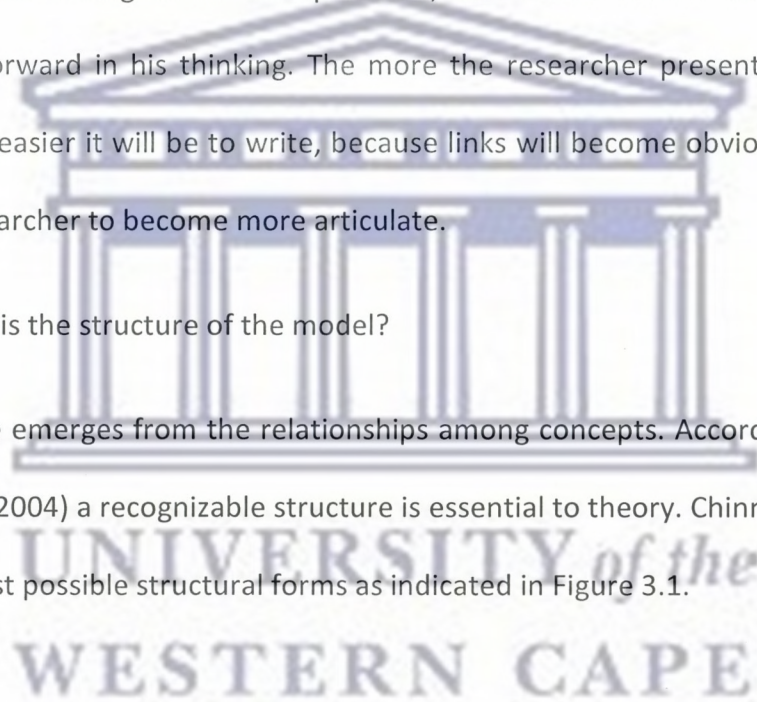 orward in his thinking. The more the researcher present
easier it will be to write, because links will become obvio
archer to become more articulate.
is the structure of the model?
emerges from the relationships among concepts. Accor
2004) a recognizable structure is essential to theory. Chin
st possible structural forms as indicated in Figure 3.1.
UNIVERSITY of the
WESTERN CAPE